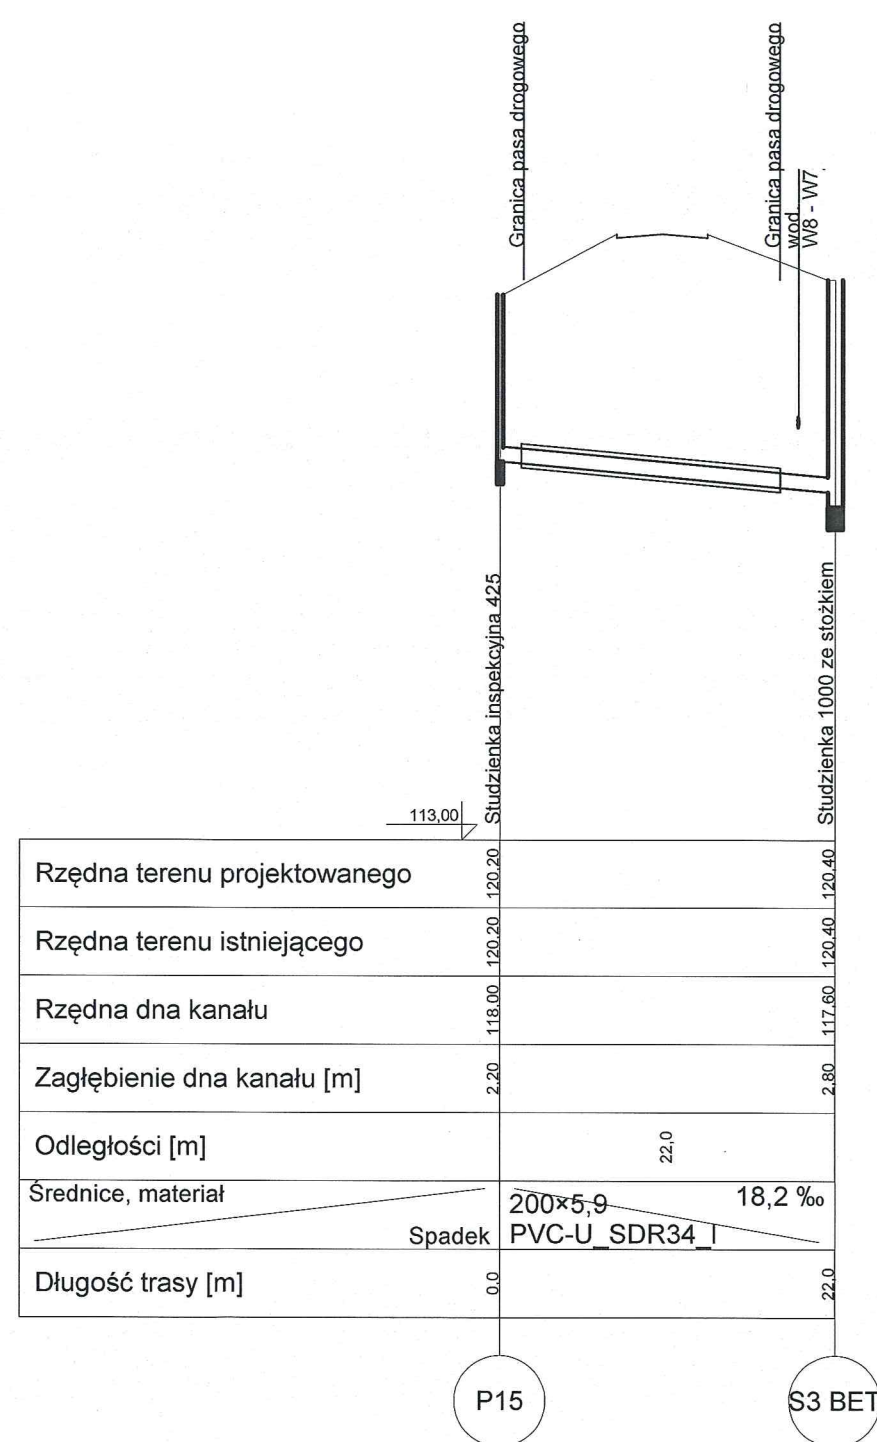 Granica pasa drogowego
Granica pasa drogowego
wod.
W8 - W7
Studzienka inspekcyjna 425
Studzienka 1000 ze stożkiem
113,00
Rzędna terenu projektowanego
120.20
120,40
Rzędna terenu istniejącego
120.20
120,40
Rzędna dna kanału
118.00
117,60
Zagłębienie dna kanału [m]
2.20
2,80
Odległości [m]
22,0
Średnice, materiał
Spadek
200×5,9
PVC-U_SDR34_l
18,2 ‰
Długość trasy [m]
0.0
22,0
P15
S3 BET